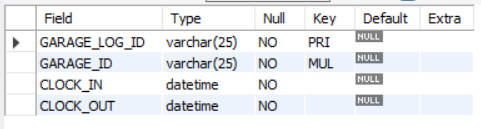 Field Type Null Key Default Extra
GARAGE_LOG_ID varchar(25) NO PRI NULL
GARAGE_ID varchar(25) NO MUL NULL
CLOCK_IN datetime NO NULL
CLOCK_OUT datetime NO NULL